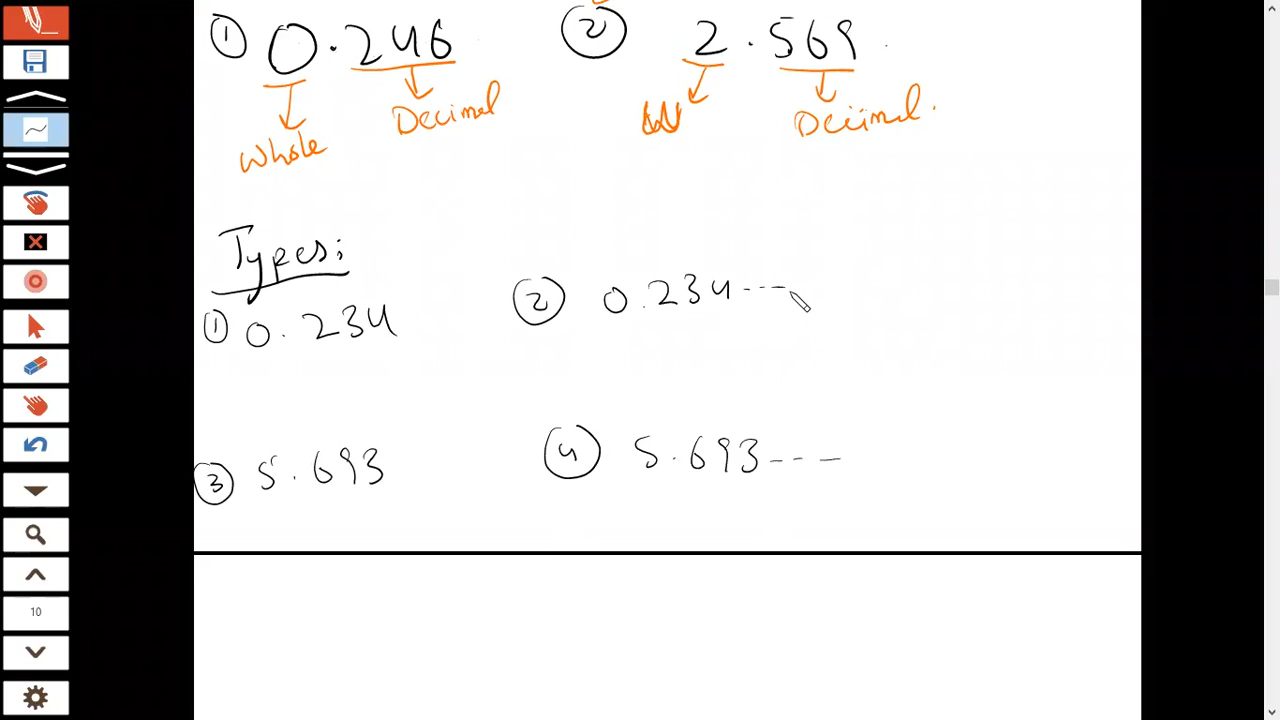 ① 0.246 ② 2.569
Whole Decimal W Decimal.
Types:
① 0.234 ② 0.234---
③ 5.693 ④ 5.693---
10